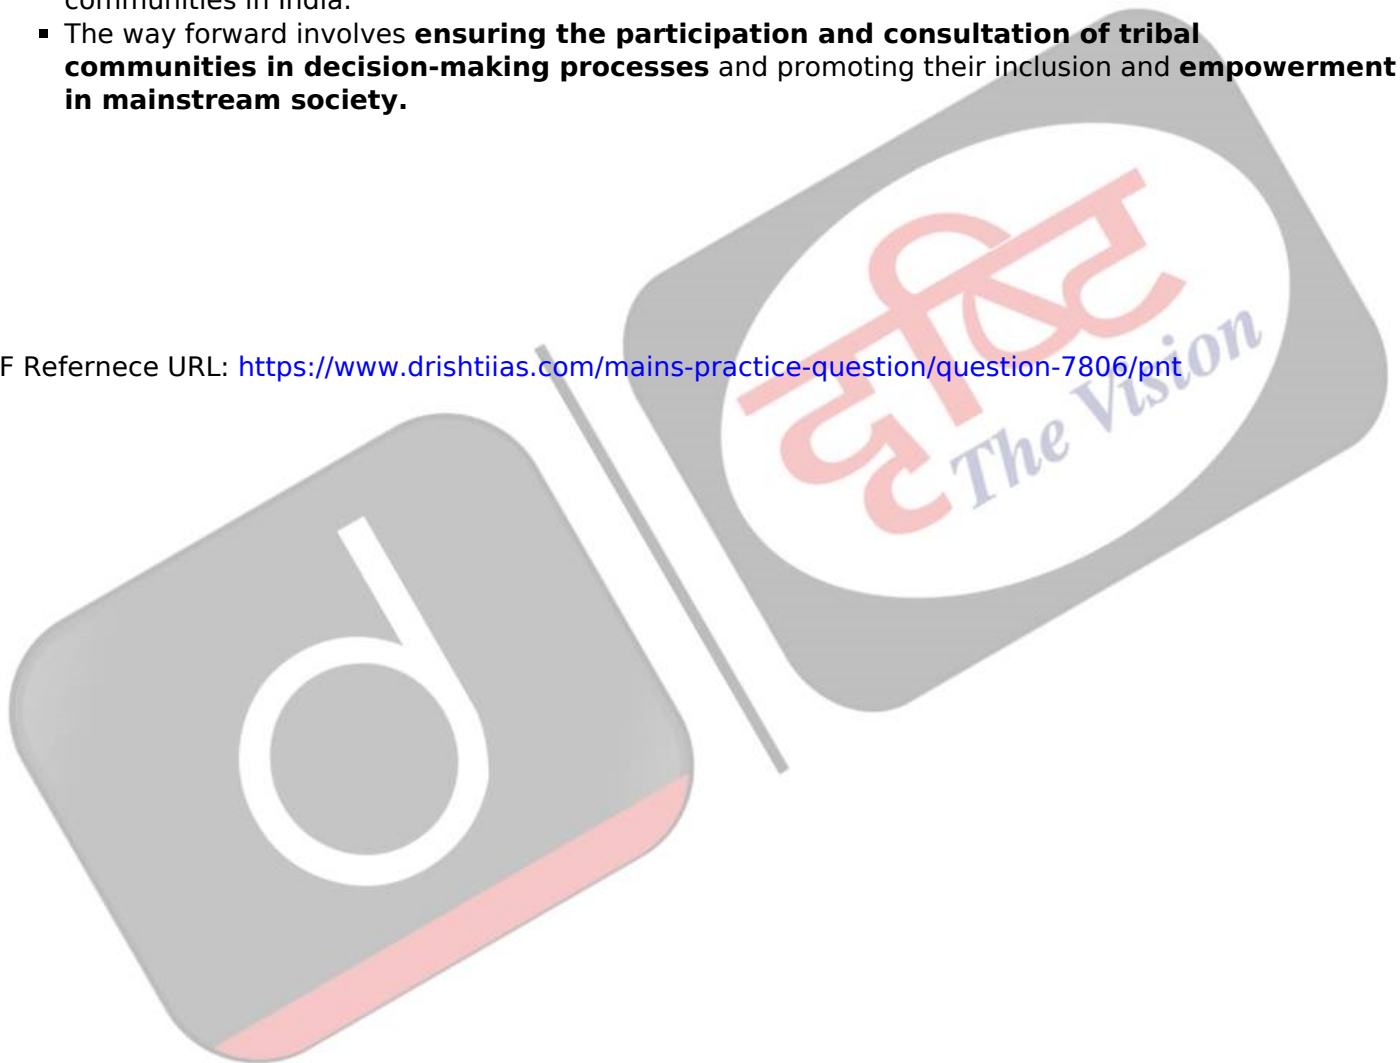 communities in India.
▪ The way forward involves ensuring the participation and consultation of tribal
communities in decision-making processes and promoting their inclusion and empowerment
in mainstream society.
F Refernece URL: https://www.drishtiias.com/mains-practice-question/question-7806/pnt
दृष्टि
The Vision
d